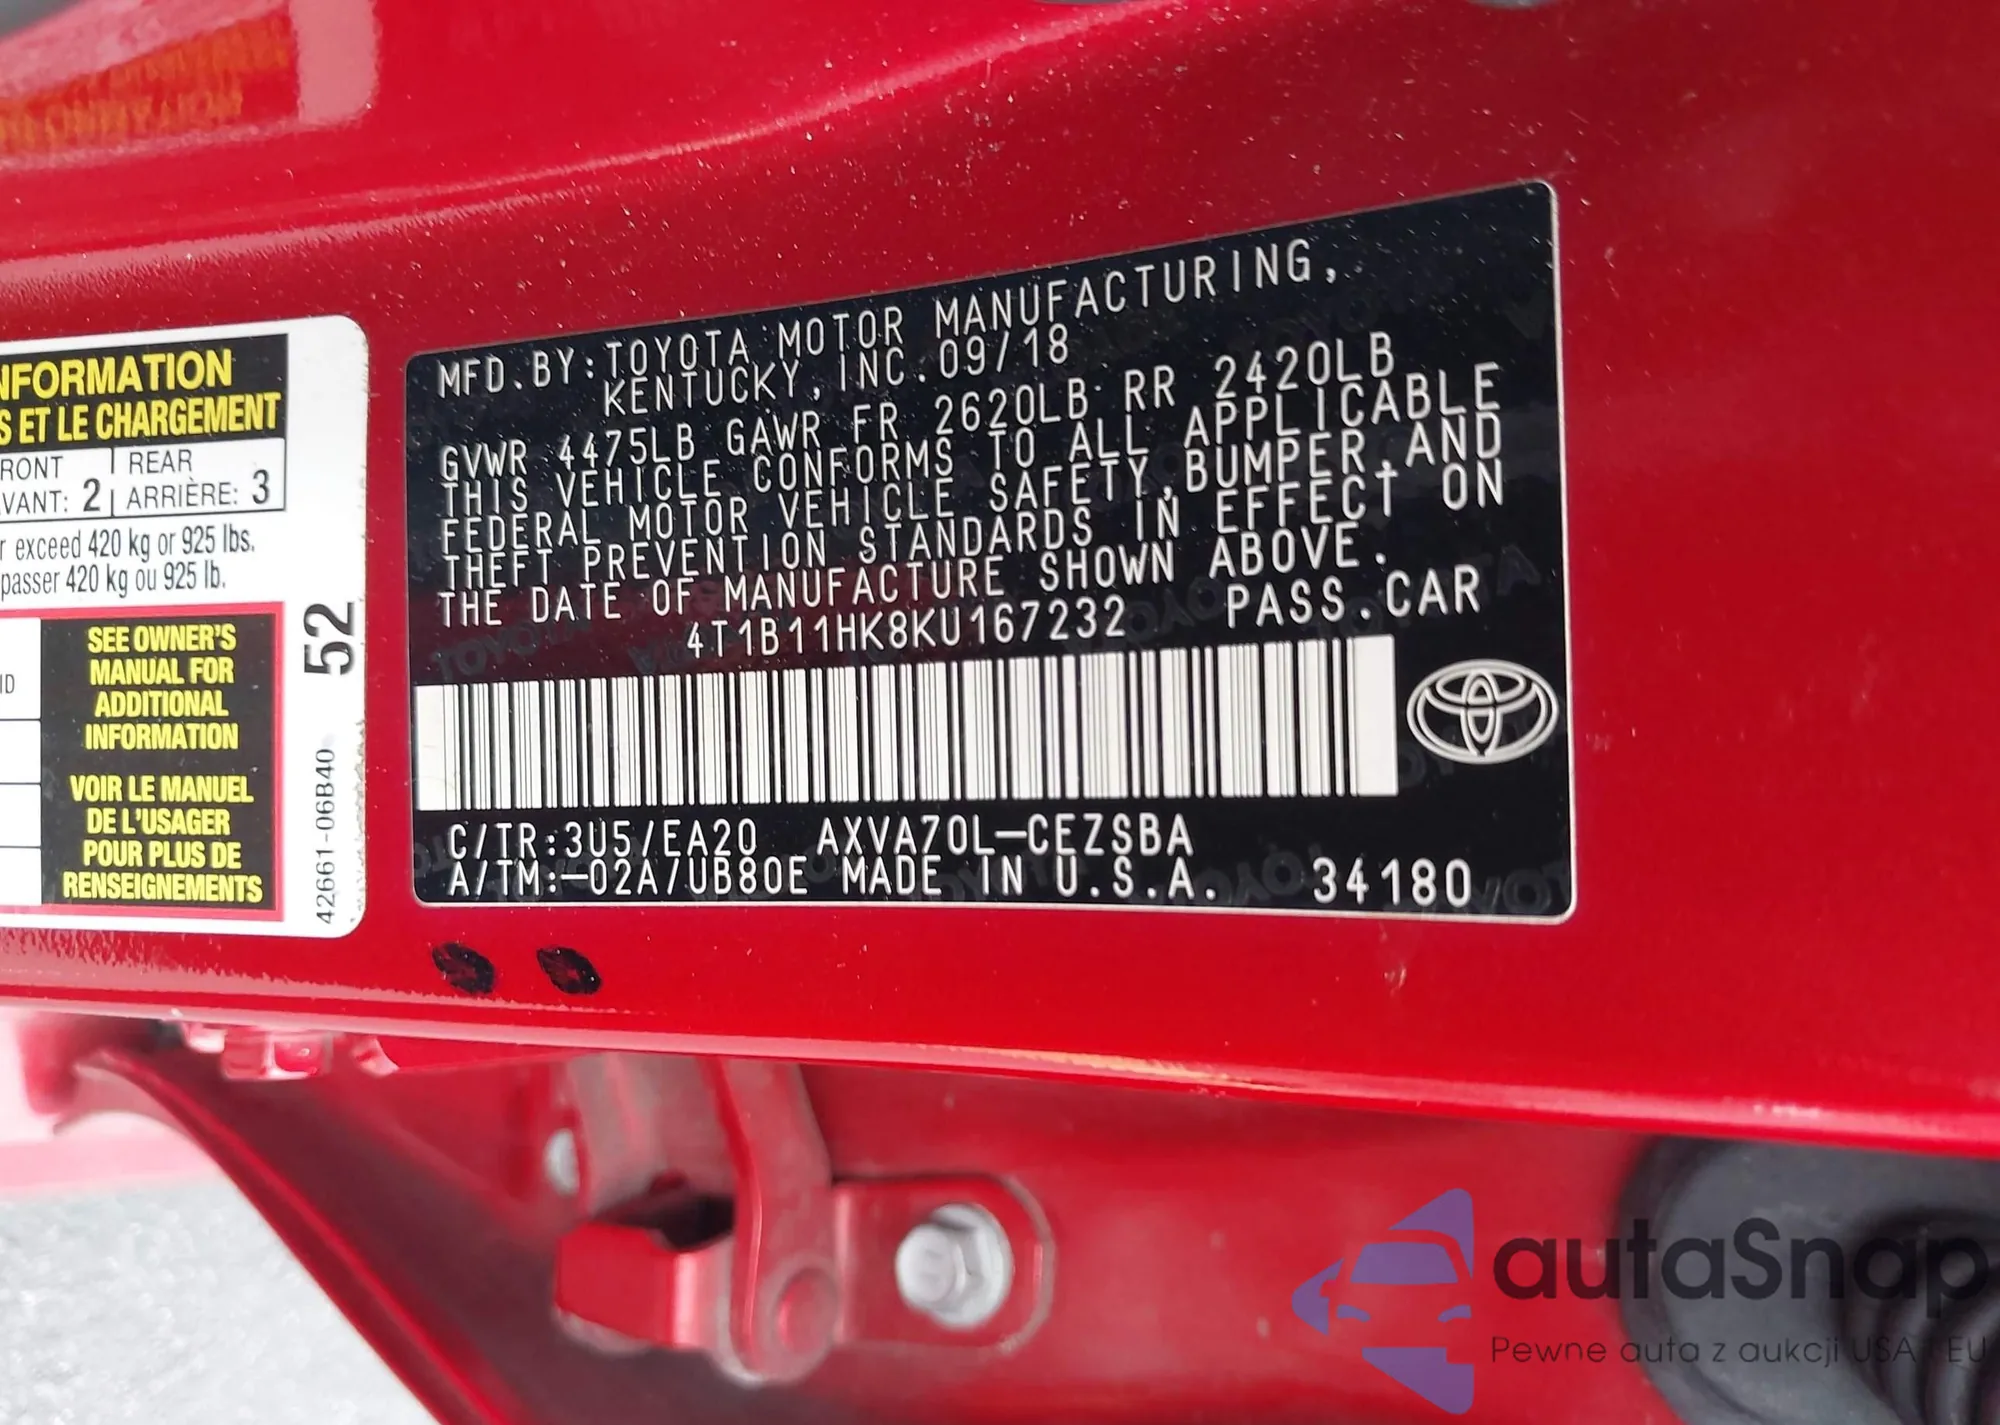 NFORMATION
S ET LE CHARGEMENT
RONT | REAR
VANT: 2 | ARRIÈRE: 3
r exceed 420 kg or 925 lbs.
passer 420 kg ou 925 lb.
ID
SEE OWNER'S
MANUAL FOR
ADDITIONAL
INFORMATION
VOIR LE MANUEL
DE L'USAGER
POUR PLUS DE
RENSEIGNEMENTS
52
42661-06B40
MFD.BY:TOYOTA MOTOR MANUFACTURING,
KENTUCKY, INC.09/18
GVWR 4475LB GAWR FR 2620LB RR 2420LB
THIS VEHICLE CONFORMS TO ALL APPLICABLE
FEDERAL MOTOR VEHICLE SAFETY,BUMPER,AND
THEFT PREVENTION STANDARDS IN EFFECT ON
THE DATE OF MANUFACTURE SHOWN ABOVE.
4T1B11HK8KU167232 PASS.CAR
C/TR:3U5/EA20 AXVA70L-CEZSBA
A/TM:-02A/UB80E MADE IN U.S.A. 34180
autaSnap
Pewne auta z aukcji USA i EU